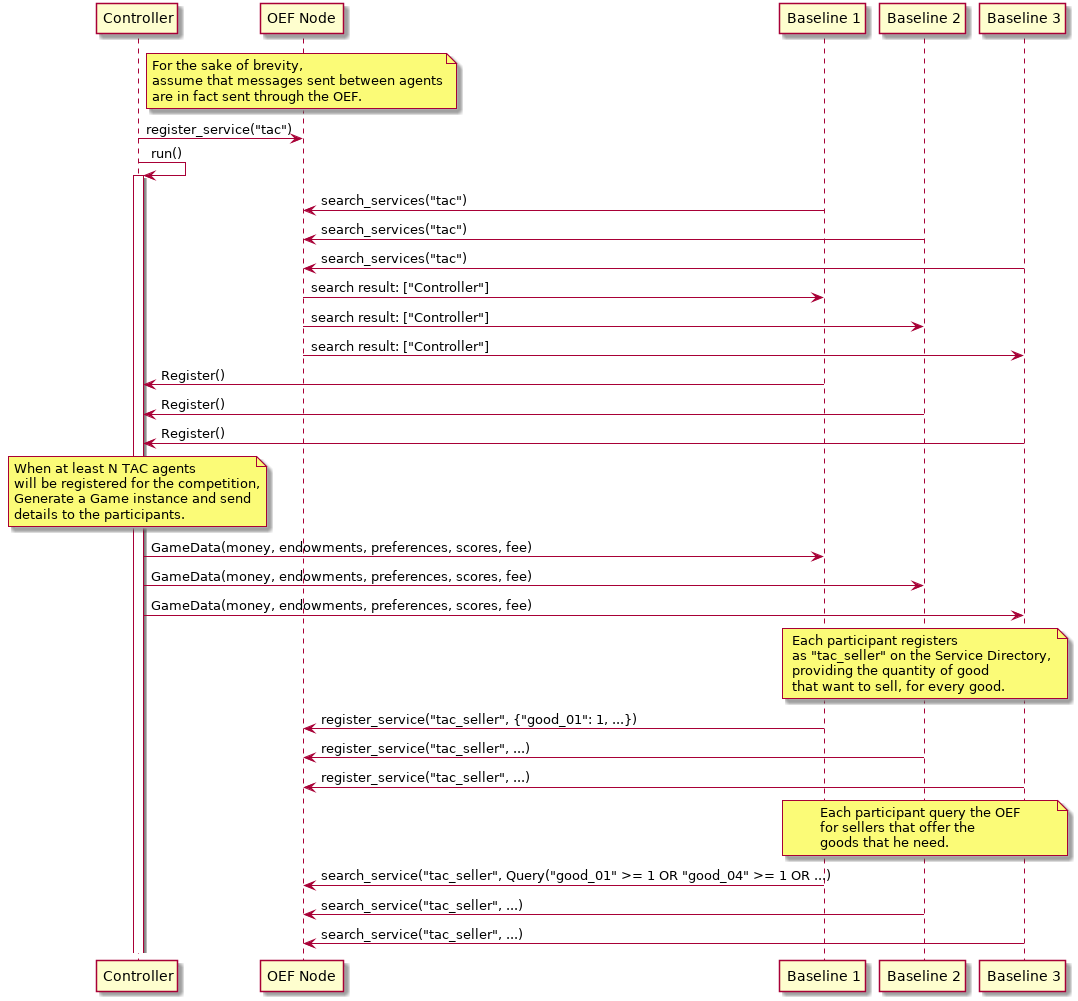 Controller
OEF Node
Baseline 1
Baseline 2
Baseline 3
For the sake of brevity,
assume that messages sent between agents
are in fact sent through the OEF.
register_service("tac")
run()
search_services("tac")
search_services("tac")
search_services("tac")
search result: ["Controller"]
search result: ["Controller"]
search result: ["Controller"]
Register()
Register()
Register()
When at least N TAC agents
will be registered for the competition,
Generate a Game instance and send
details to the participants.
GameData(money, endowments, preferences, scores, fee)
GameData(money, endowments, preferences, scores, fee)
GameData(money, endowments, preferences, scores, fee)
Each participant registers
as "tac_seller" on the Service Directory,
providing the quantity of good
that want to sell, for every good.
register_service("tac_seller", {"good_01": 1, ...})
register_service("tac_seller", ...)
register_service("tac_seller", ...)
Each participant query the OEF
for sellers that offer the
goods that he need.
search_service("tac_seller", Query("good_01" >= 1 OR "good_04" >= 1 OR ...)
search_service("tac_seller", ...)
search_service("tac_seller", ...)
Controller
OEF Node
Baseline 1
Baseline 2
Baseline 3